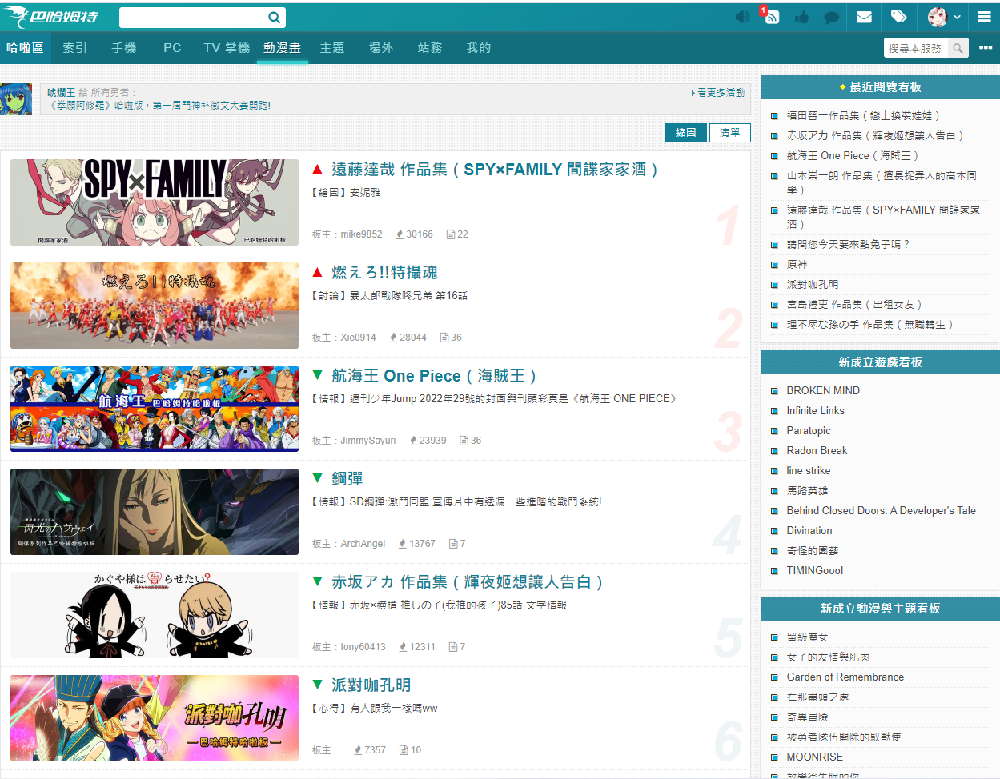 巴哈姆特
1
哈啦區 索引 手機 PC TV 掌機 動漫畫 主題 場外 站務 我的
搜尋本服務
唬爛王 給 所有勇者：
《拳願阿修羅》哈啦版，第一屆鬥神杯徵文大賽開跑!
看更多活動
縮圖 清單
SPY×FAMILY
間諜家家酒
巴哈姆特哈啦板
遠藤達哉 作品集（SPY×FAMILY 間諜家家酒）
【繪圖】安妮雅
板主：mike9852 30166 22
1
燃えろ!!特攝魂
燃えろ!!特攝魂
【討論】暴太郎戰隊咚兄弟 第16話
板主：Xie0914 28044 36
2
航海王 巴哈姆特哈啦板
航海王 One Piece（海賊王）
【情報】週刊少年Jump 2022年29號的封面與刊頭彩頁是《航海王 ONE PIECE》
板主：JimmySayuri 23939 36
3
閃光のハサウェイ
鋼彈系列作品巴哈姆特哈啦板
鋼彈
【情報】SD鋼彈:激鬥同盟 宣傳片中有透漏一些進階的戰鬥系統!
板主：ArchAngel 13767 7
4
かぐや様は告らせたい?
赤坂アカ 作品集（輝夜姬想讓人告白）
【情報】赤坂×橫槍 推しの子(我推的孩子)85話 文字情報
板主：tony60413 12311 7
5
派對咖孔明
巴哈姆特哈啦板
派對咖孔明
【心得】有人跟我一樣嗎ww
板主： 7357 10
6
最近閱覽看板
福田晉一作品集（戀上換裝娃娃）
赤坂アカ 作品集（輝夜姬想讓人告白）
航海王 One Piece（海賊王）
山本崇一朗 作品集（擅長捉弄人的高木同
學）
遠藤達哉 作品集（SPY×FAMILY 間諜家家
酒）
請問您今天要來點兔子嗎？
原神
派對咖孔明
宮島禮吏 作品集（出租女友）
理不尽な孫の手 作品集（無職轉生）
新成立遊戲看板
BROKEN MIND
Infinite Links
Paratopic
Radon Break
line strike
馬路英雄
Behind Closed Doors: A Developer's Tale
Divination
奇怪的團藝
TIMINGooo!
新成立動漫與主題看板
留級魔女
女子的友情與肌肉
Garden of Remembrance
在那盡頭之處
奇異冒險
被勇者隊伍開除的馭獸使
MOONRISE
放學後失眠的你